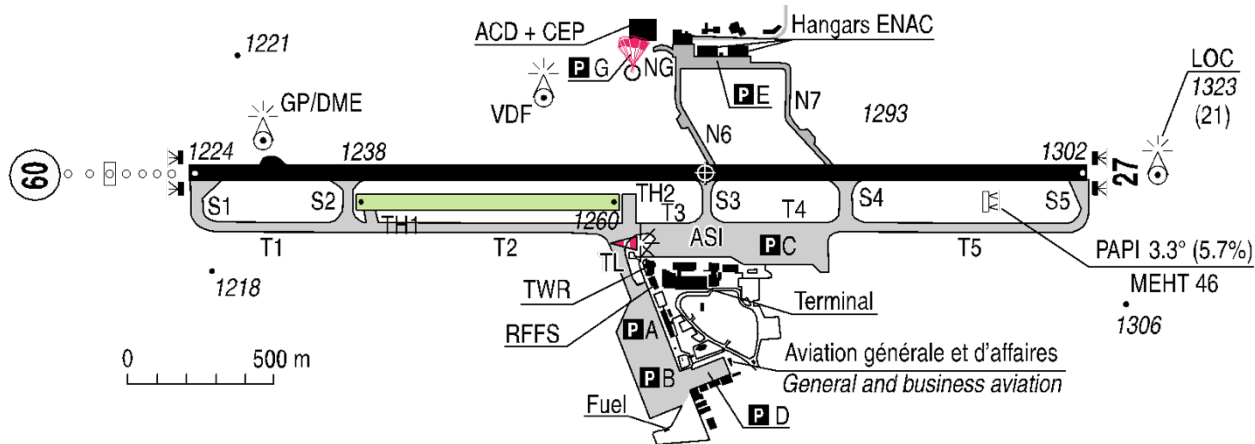 1221
ACD + CEP
Hangars ENAC
P G
NG
LOC
1323
(21)
GP/DME
VDF
P E
N7
1293
N6
1224
1238
1302
09
27
S1
S2
TH2
S3
S4
S5
TH1
1260
T3
T4
T1
T2
ASI
P C
T5
TL
PAPI 3.3° (5.7%)
MEHT 46
1218
TWR
Terminal
1306
RFFS
P A
0
500 m
Aviation générale et d'affaires
General and business aviation
P B
Fuel
P D